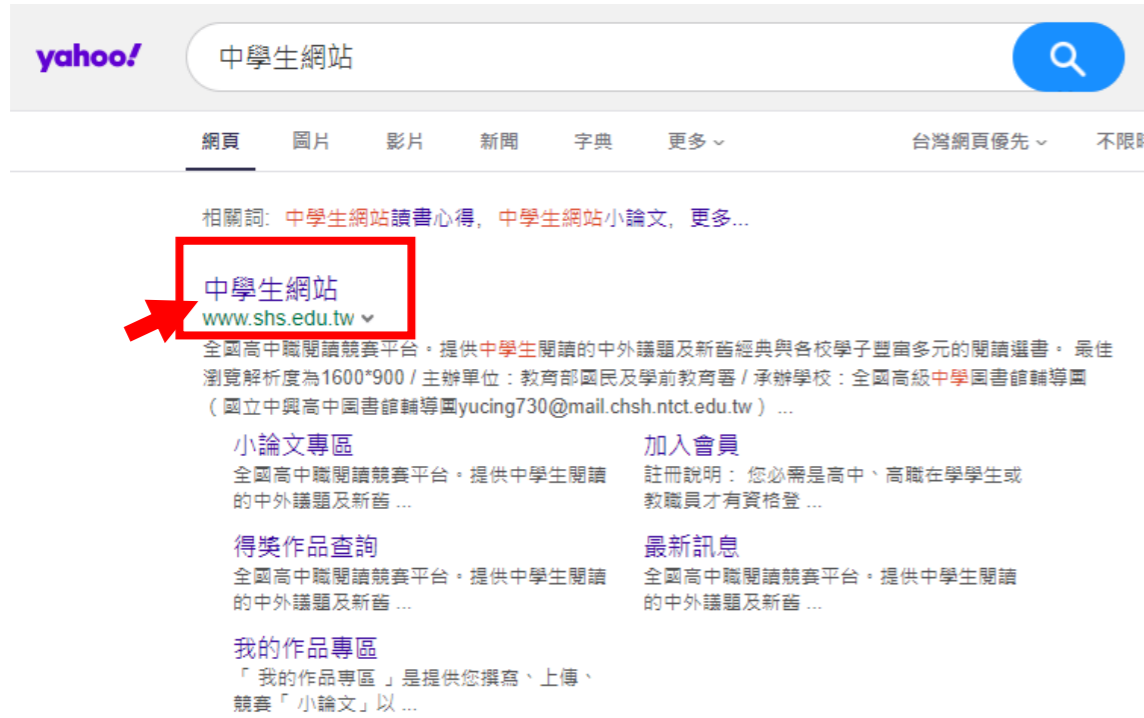 yahoo!
中學生網站
網頁 圖片 影片 新聞 字典 更多 台灣網頁優先 不限時
相關詞: 中學生網站讀書心得, 中學生網站小論文, 更多...
中學生網站
www.shs.edu.tw
全國高中職閱讀競賽平台。提供中學生閱讀的中外議題及新舊經典與各校學子豐富多元的閱讀選書。 最佳
瀏覽解析度為1600*900 / 主辦單位：教育部國民及學前教育署 / 承辦學校：全國高級中學圖書館輔導團
（國立中興高中圖書館輔導團yucing730@mail.chsh.ntct.edu.tw） ...
小論文專區 加入會員
全國高中職閱讀競賽平台。提供中學生閱讀 註冊說明： 您必需是高中、高職在學學生或
的中外議題及新舊 ... 教職員才有資格登 ...
得獎作品查詢 最新訊息
全國高中職閱讀競賽平台。提供中學生閱讀 全國高中職閱讀競賽平台。提供中學生閱讀
的中外議題及新舊 ... 的中外議題及新舊 ...
我的作品專區
「 我的作品專區 」是提供您撰寫、上傳、
競賽「 小論文」以 ...